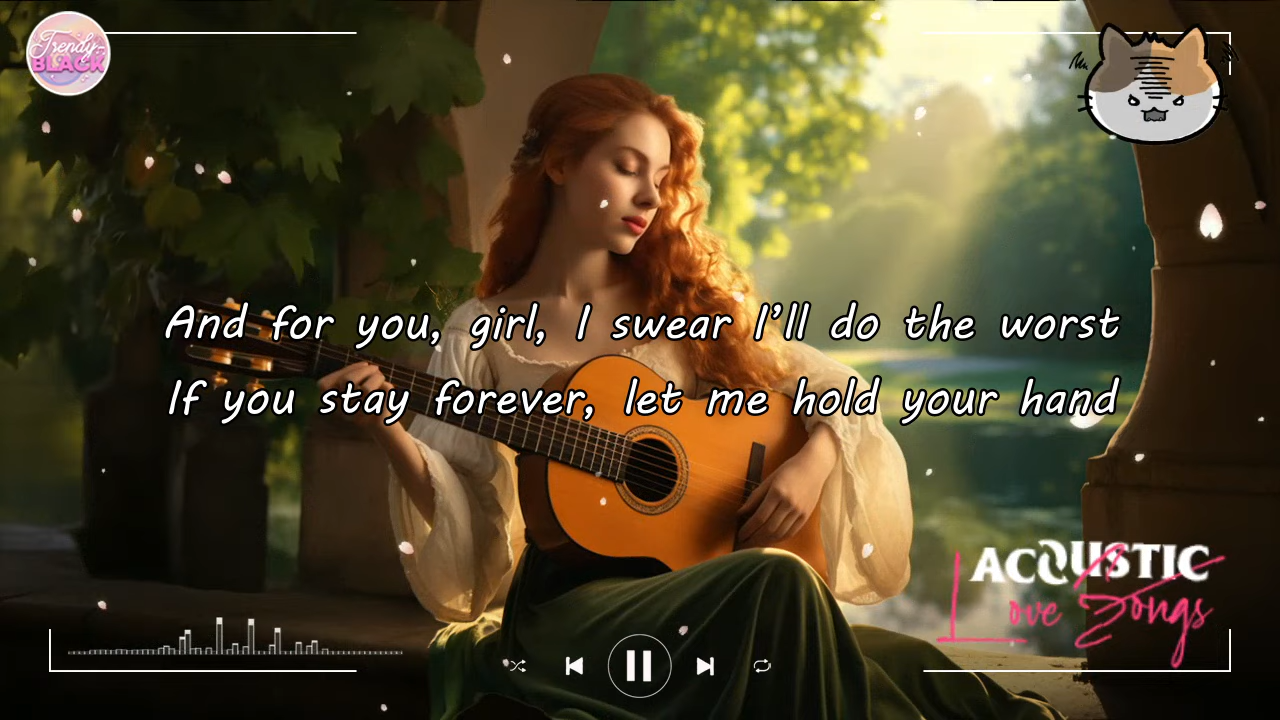 Trendy
BLACK
And for you, girl, I swear I’ll do the worst
If you stay forever, let me hold your hand
ACOUSTIC
Love Songs